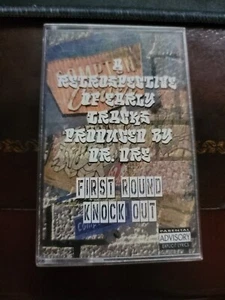 A
RETROSPECTIVE
OF EARLY
TRACKS
PRODUCED BY
DR. DRE
FIRST ROUND
KNOCK OUT
PARENTAL
ADVISORY
EXPLICIT LYRICS